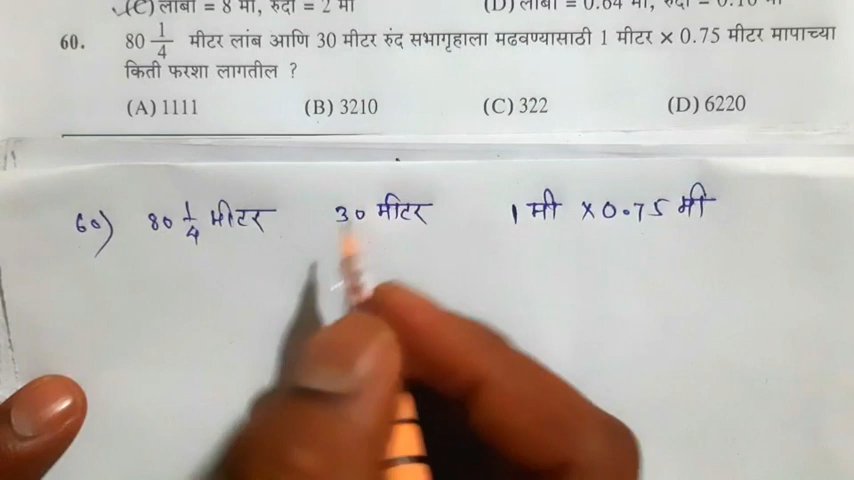 (C) लांबी = 8 मी, रुंदी = 2 मी (D) लांबी = 0.64 मी, रुंदी = 0.16 मी
60. 80 1/4 मीटर लांब आणि 30 मीटर रुंद सभागृहाला मढवण्यासाठी 1 मीटर × 0.75 मीटर मापाच्या
किती फरशा लागतील ?
(A) 1111 (B) 3210 (C) 322 (D) 6220
60) 80 1/4 मीटर 30 मीटर 1 मी × 0.75 मी